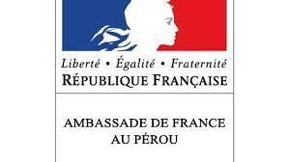 Liberté • Égalité • Fraternité
RÉPUBLIQUE FRANÇAISE
AMBASSADE DE FRANCE
AU PÉROU